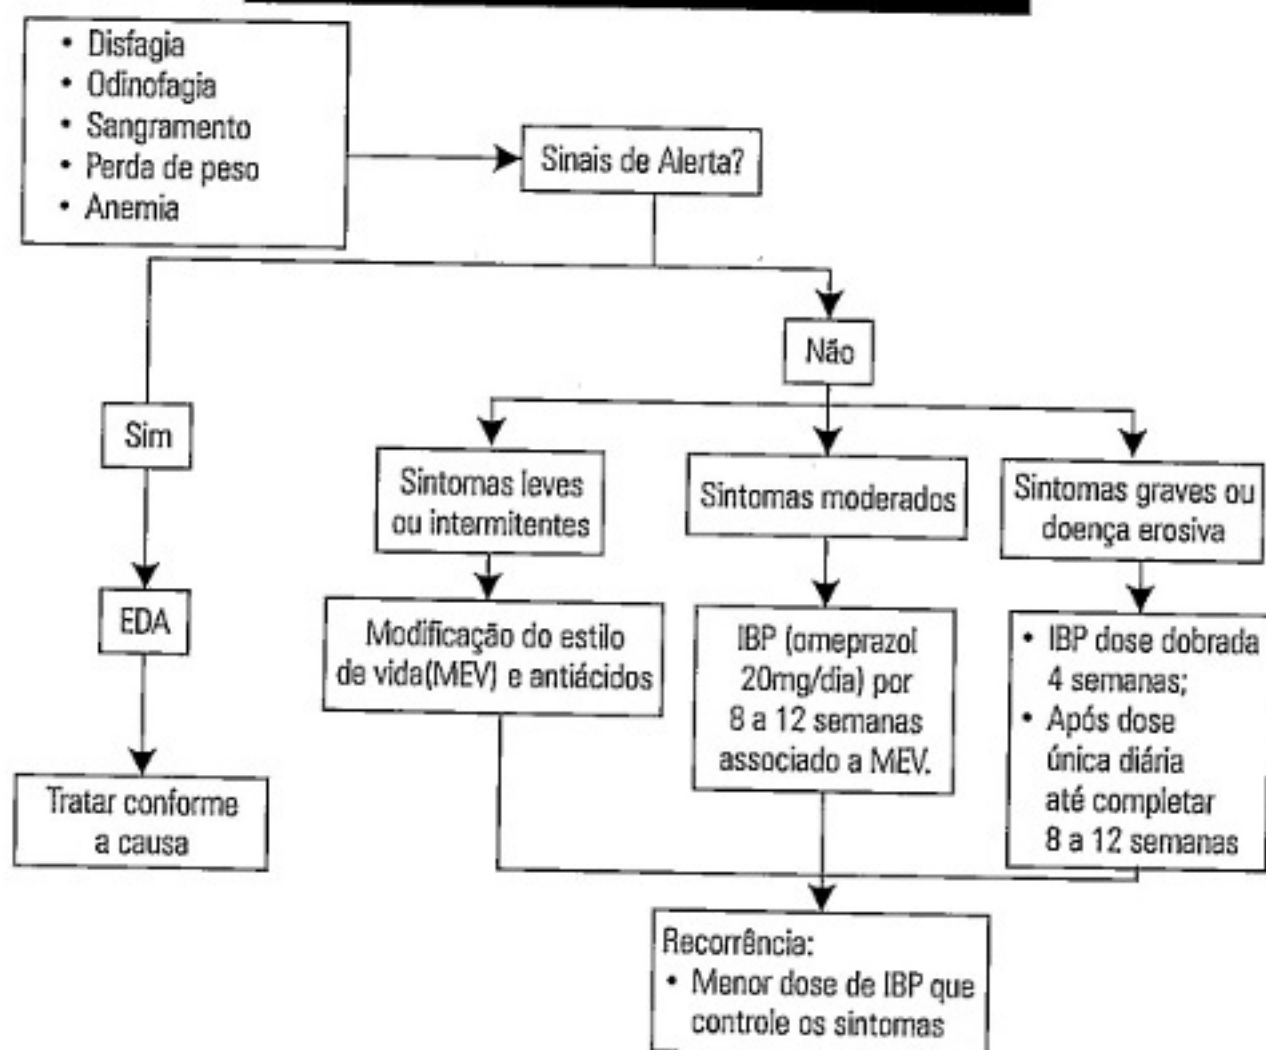 • Disfagia
• Odinofagia
• Sangramento
• Perda de peso
• Anemia
Sinais de Alerta?
Não
Sim
Sintomas leves
ou intermitentes
Sintomas moderados
Sintomas graves ou
doença erosiva
EDA
Modificação do estilo
de vida(MEV) e antiácidos
IBP (omeprazol
20mg/dia) por
8 a 12 semanas
associado a MEV.
• IBP dose dobrada
4 semanas;
• Após dose
única diária
até completar
8 a 12 semanas
Tratar conforme
a causa
Recorrência:
• Menor dose de IBP que
controle os sintomas